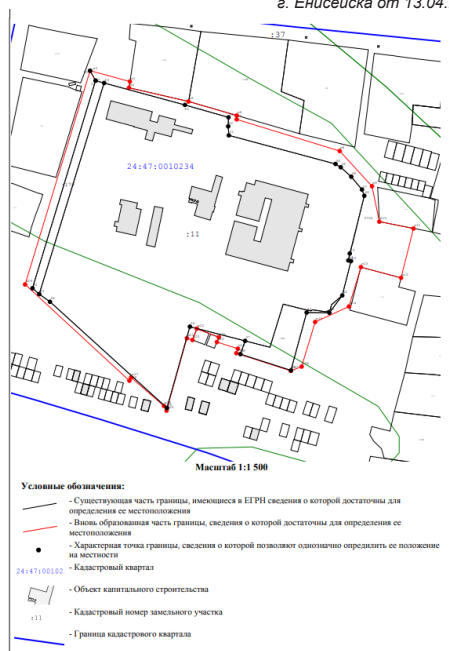 г. Енисейска от 13.04.
:37
24:47:0010234
:11
Масштаб 1:1 500
Условные обозначения:
- Существующая часть границы, имеющиеся в ЕГРН сведения о которой достаточны для
определения ее местоположения
- Вновь образованная часть границы, сведения о которой достаточны для определения ее
местоположения
- Характерная точка границы, сведения о которой позволяют однозначно определить ее положение
на местности
24:47:00102 - Кадастровый квартал
- Объект капитального строительства
:11 - Кадастровый номер земельного участка
- Граница кадастрового квартала